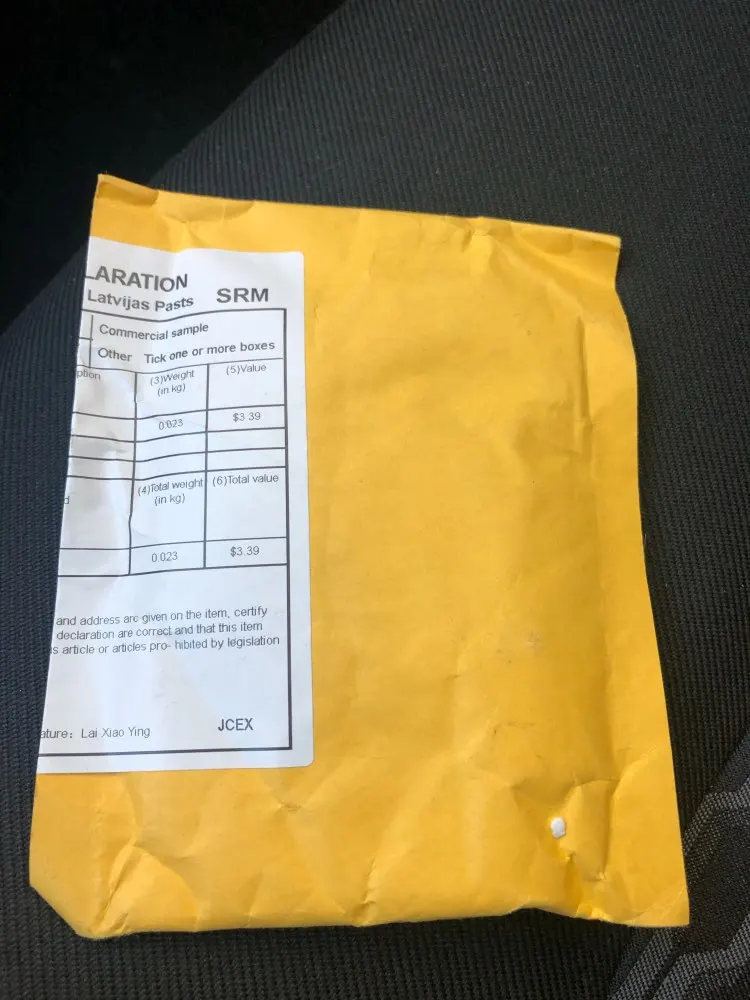 LARATION
Latvijas Pasts SRM
Commercial sample
Other Tick one or more boxes
ption (3)Weight (5)Value
(in kg)
0.023 $3.39
(4)Total weight (6)Total value
d (in kg)
0.023 $3.39
and address are given on the item, certify
declaration are correct and that this item
s article or articles pro- hibited by legislation
ature: Lai Xiao Ying JCEX